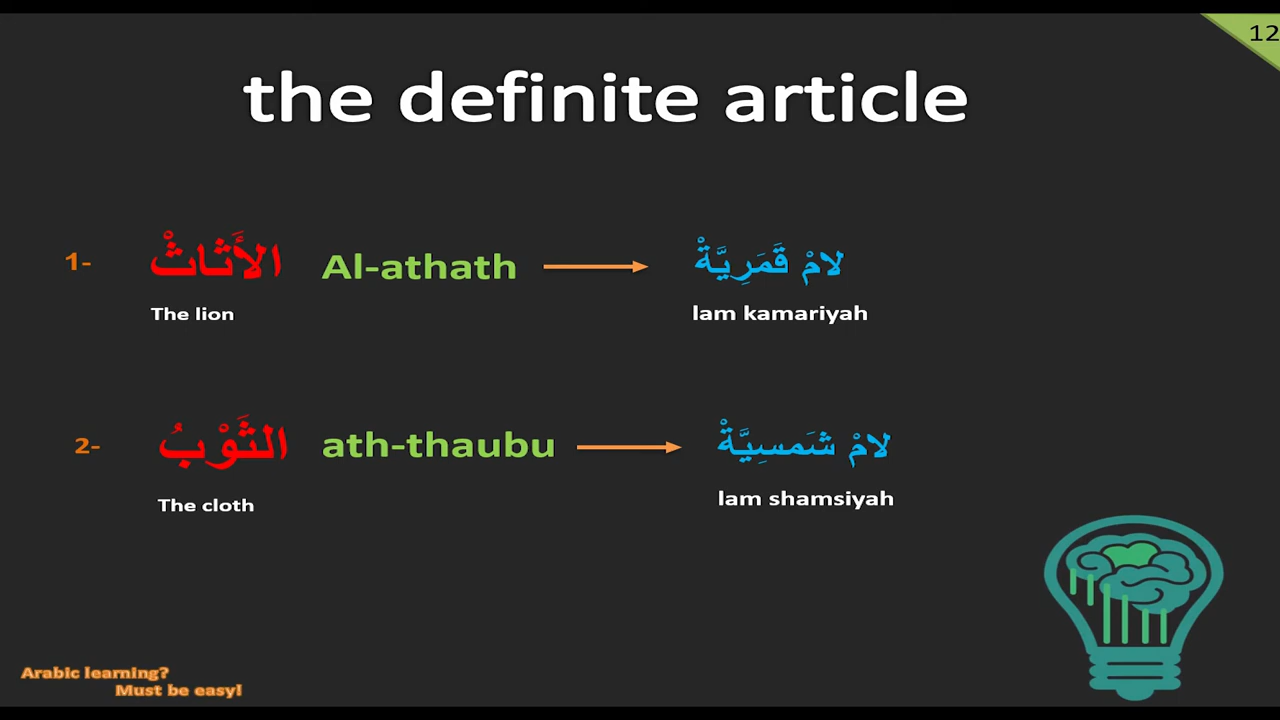 12
the definite article
1- الأَثاثْ Al-athath لامْ قَمَرِيَّةْ
The lion lam kamariyah
2- الثَوْبُ ath-thaubu لامْ شَمسِيَّةْ
The cloth lam shamsiyah
Arabic learning?
Must be easy!